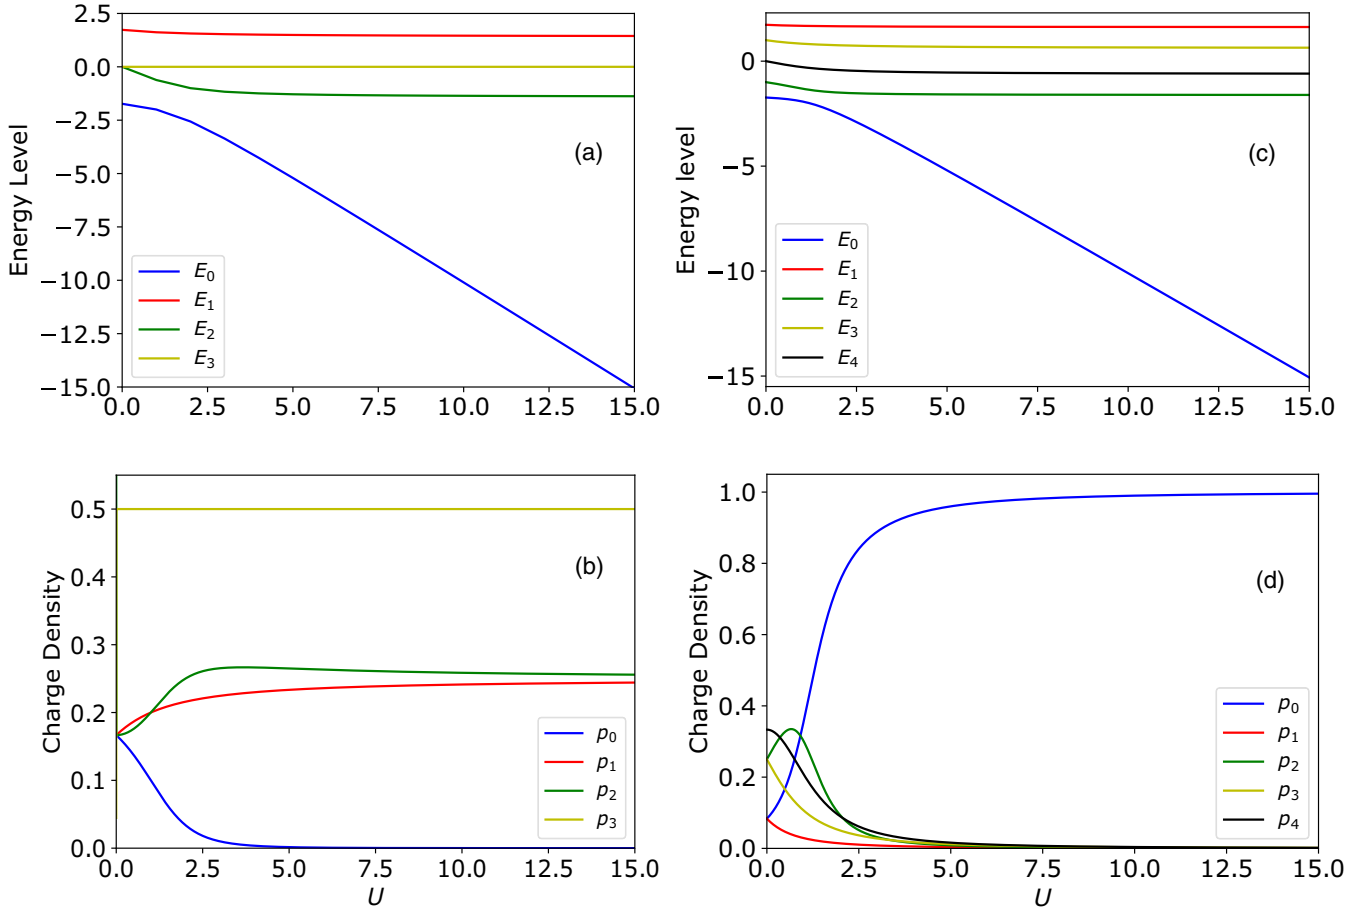 2.5
0.0
−2.5
−5.0
−7.5
−10.0
−12.5
−15.0
Energy Level
(a)
E0
E1
E2
E3
0.0 2.5 5.0 7.5 10.0 12.5 15.0
0
−5
−10
−15
Energy level
(c)
E0
E1
E2
E3
E4
0.0 2.5 5.0 7.5 10.0 12.5 15.0
0.5
0.4
0.3
0.2
0.1
0.0
Charge Density
(b)
p0
p1
p2
p3
0.0 2.5 5.0 7.5 10.0 12.5 15.0
U
1.0
0.8
0.6
0.4
0.2
0.0
Charge Density
(d)
p0
p1
p2
p3
p4
0.0 2.5 5.0 7.5 10.0 12.5 15.0
U